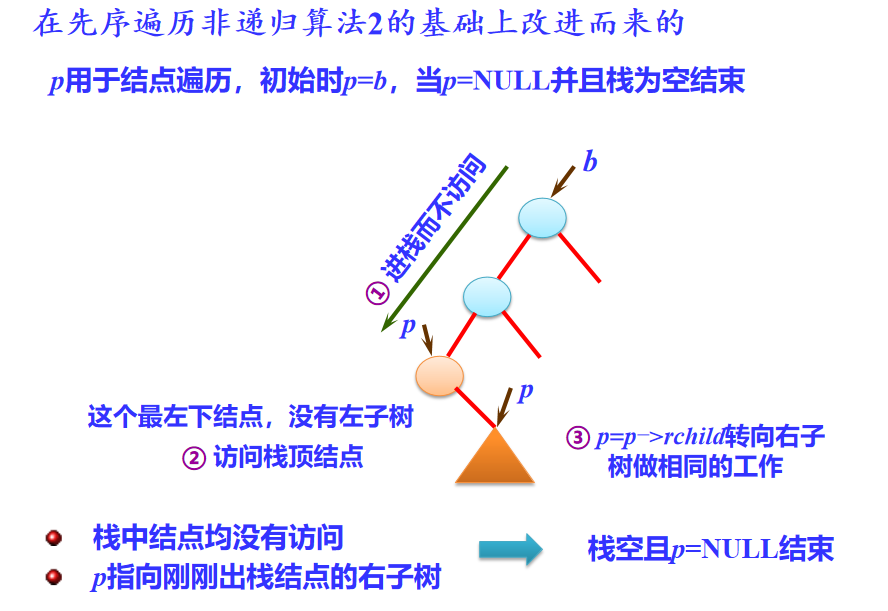 在先序遍历非递归算法2的基础上改进而来的
p用于结点遍历，初始时p=b，当p=NULL并且栈为空结束
b
① 进栈而不访问
p
p
这个最左下结点，没有左子树
② 访问栈顶结点
③ p=p->rchild转向右子
树做相同的工作
栈中结点均没有访问
p指向刚刚出栈结点的右子树
栈空且p=NULL结束